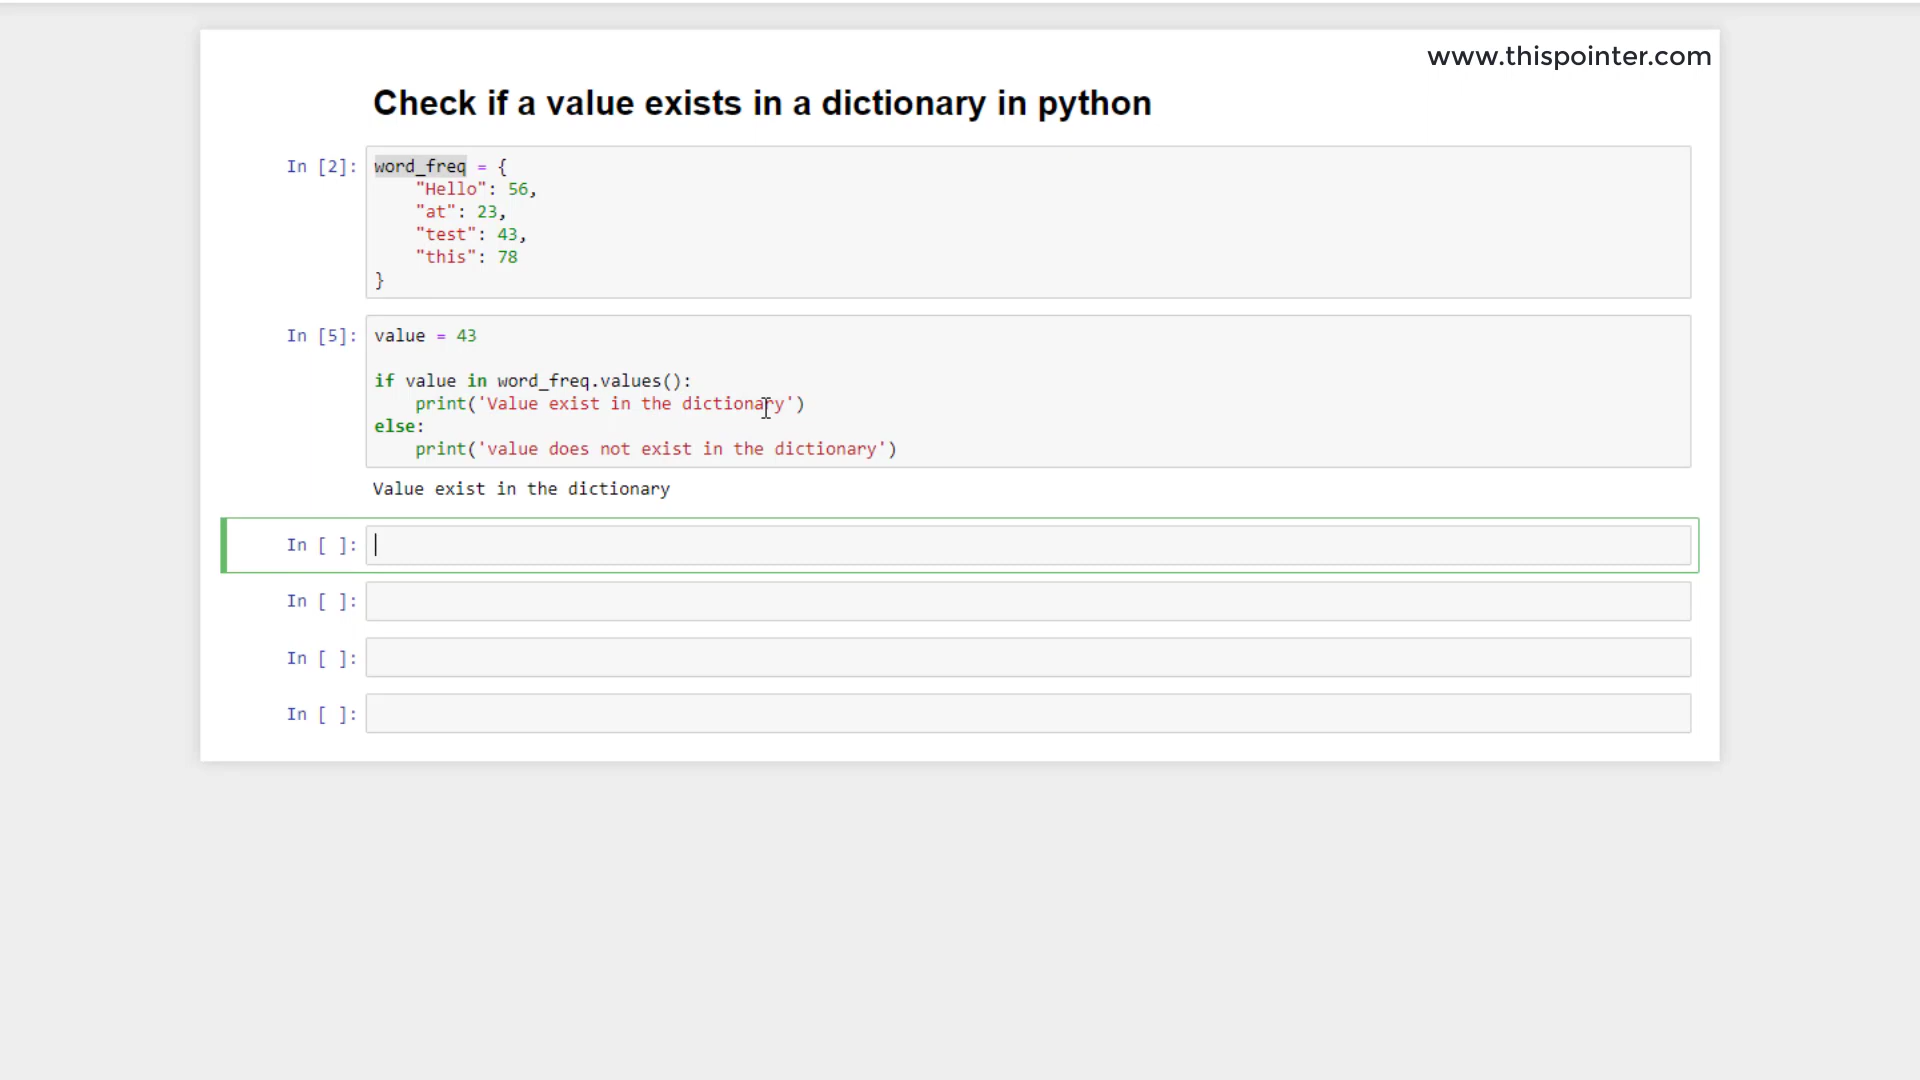 www.thispointer.com
Check if a value exists in a dictionary in python
In [2]: word_freq = {
    "Hello": 56,
    "at": 23,
    "test": 43,
    "this": 78
}
In [5]: value = 43
if value in word_freq.values():
    print('Value exist in the dictionary')
else:
    print('value does not exist in the dictionary')
Value exist in the dictionary
In [ ]:
In [ ]:
In [ ]:
In [ ]: